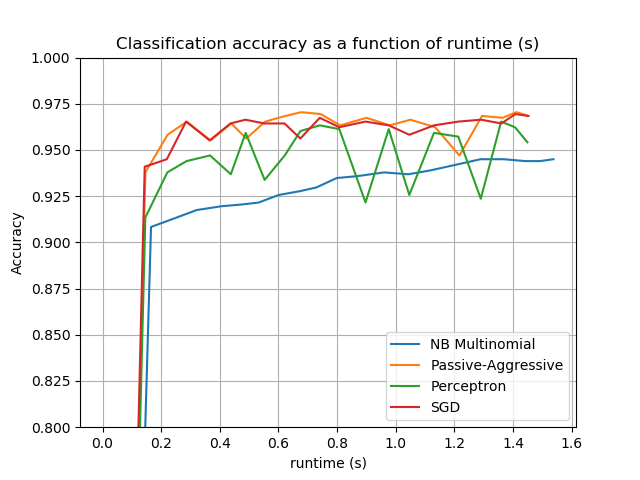 Classification accuracy as a function of runtime (s)
1.000
0.975
0.950
0.925
0.900
0.875
0.850
0.825
0.800
Accuracy
NB Multinomial
Passive-Aggressive
Perceptron
SGD
0.0 0.2 0.4 0.6 0.8 1.0 1.2 1.4 1.6
runtime (s)